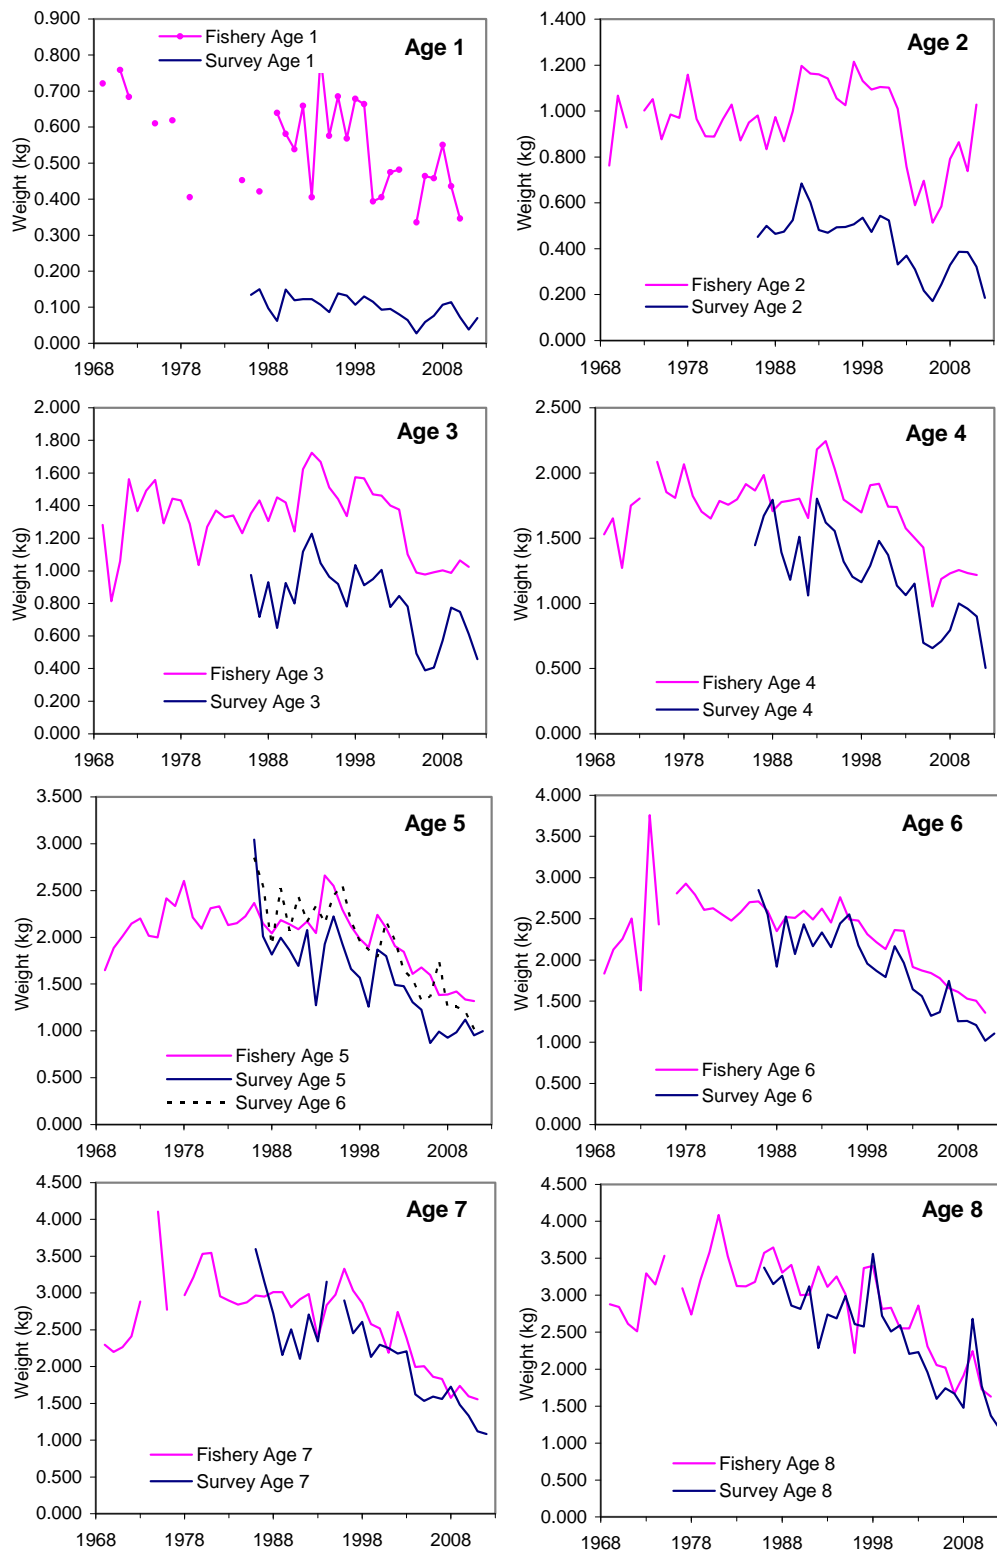 Age 1
Fishery Age 1
Survey Age 1
Weight (kg)
0.900
0.800
0.700
0.600
0.500
0.400
0.300
0.200
0.100
0.000
1968 1978 1988 1998 2008
Age 2
Fishery Age 2
Survey Age 2
Weight (kg)
1.400
1.200
1.000
0.800
0.600
0.400
0.200
0.000
1968 1978 1988 1998 2008
Age 3
Fishery Age 3
Survey Age 3
Weight (kg)
2.000
1.800
1.600
1.400
1.200
1.000
0.800
0.600
0.400
0.200
0.000
1968 1978 1988 1998 2008
Age 4
Fishery Age 4
Survey Age 4
Weight (kg)
2.500
2.000
1.500
1.000
0.500
0.000
1968 1978 1988 1998 2008
Age 5
Fishery Age 5
Survey Age 5
Survey Age 6
Weight (kg)
3.500
3.000
2.500
2.000
1.500
1.000
0.500
0.000
1968 1978 1988 1998 2008
Age 6
Fishery Age 6
Survey Age 6
Weight (kg)
4.000
3.500
3.000
2.500
2.000
1.500
1.000
0.500
0.000
1968 1978 1988 1998 2008
Age 7
Fishery Age 7
Survey Age 7
Weight (kg)
4.500
4.000
3.500
3.000
2.500
2.000
1.500
1.000
0.500
0.000
1968 1978 1988 1998 2008
Age 8
Fishery Age 8
Survey Age 8
Weight (kg)
4.500
4.000
3.500
3.000
2.500
2.000
1.500
1.000
0.500
0.000
1968 1978 1988 1998 2008